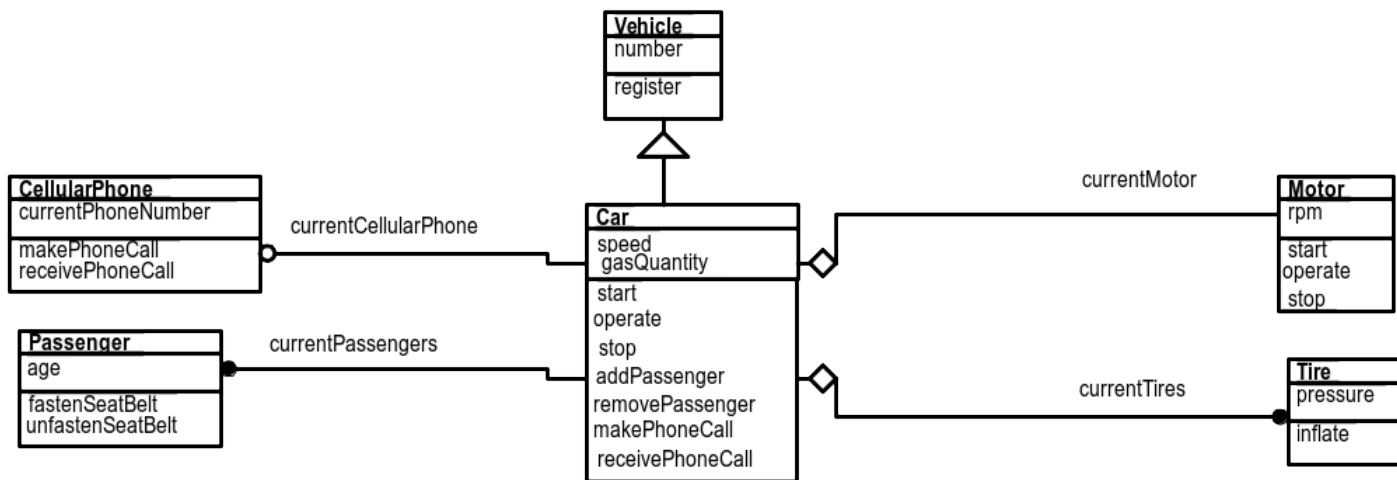 Vehicle
number
register
CellularPhone
currentPhoneNumber
makePhoneCall
receivePhoneCall
currentCellularPhone
Passenger
age
fastenSeatBelt
unfastenSeatBelt
currentPassengers
Car
speed
gasQuantity
start
operate
stop
addPassenger
removePassenger
makePhoneCall
receivePhoneCall
currentMotor
Motor
rpm
start
operate
stop
currentTires
Tire
pressure
inflate